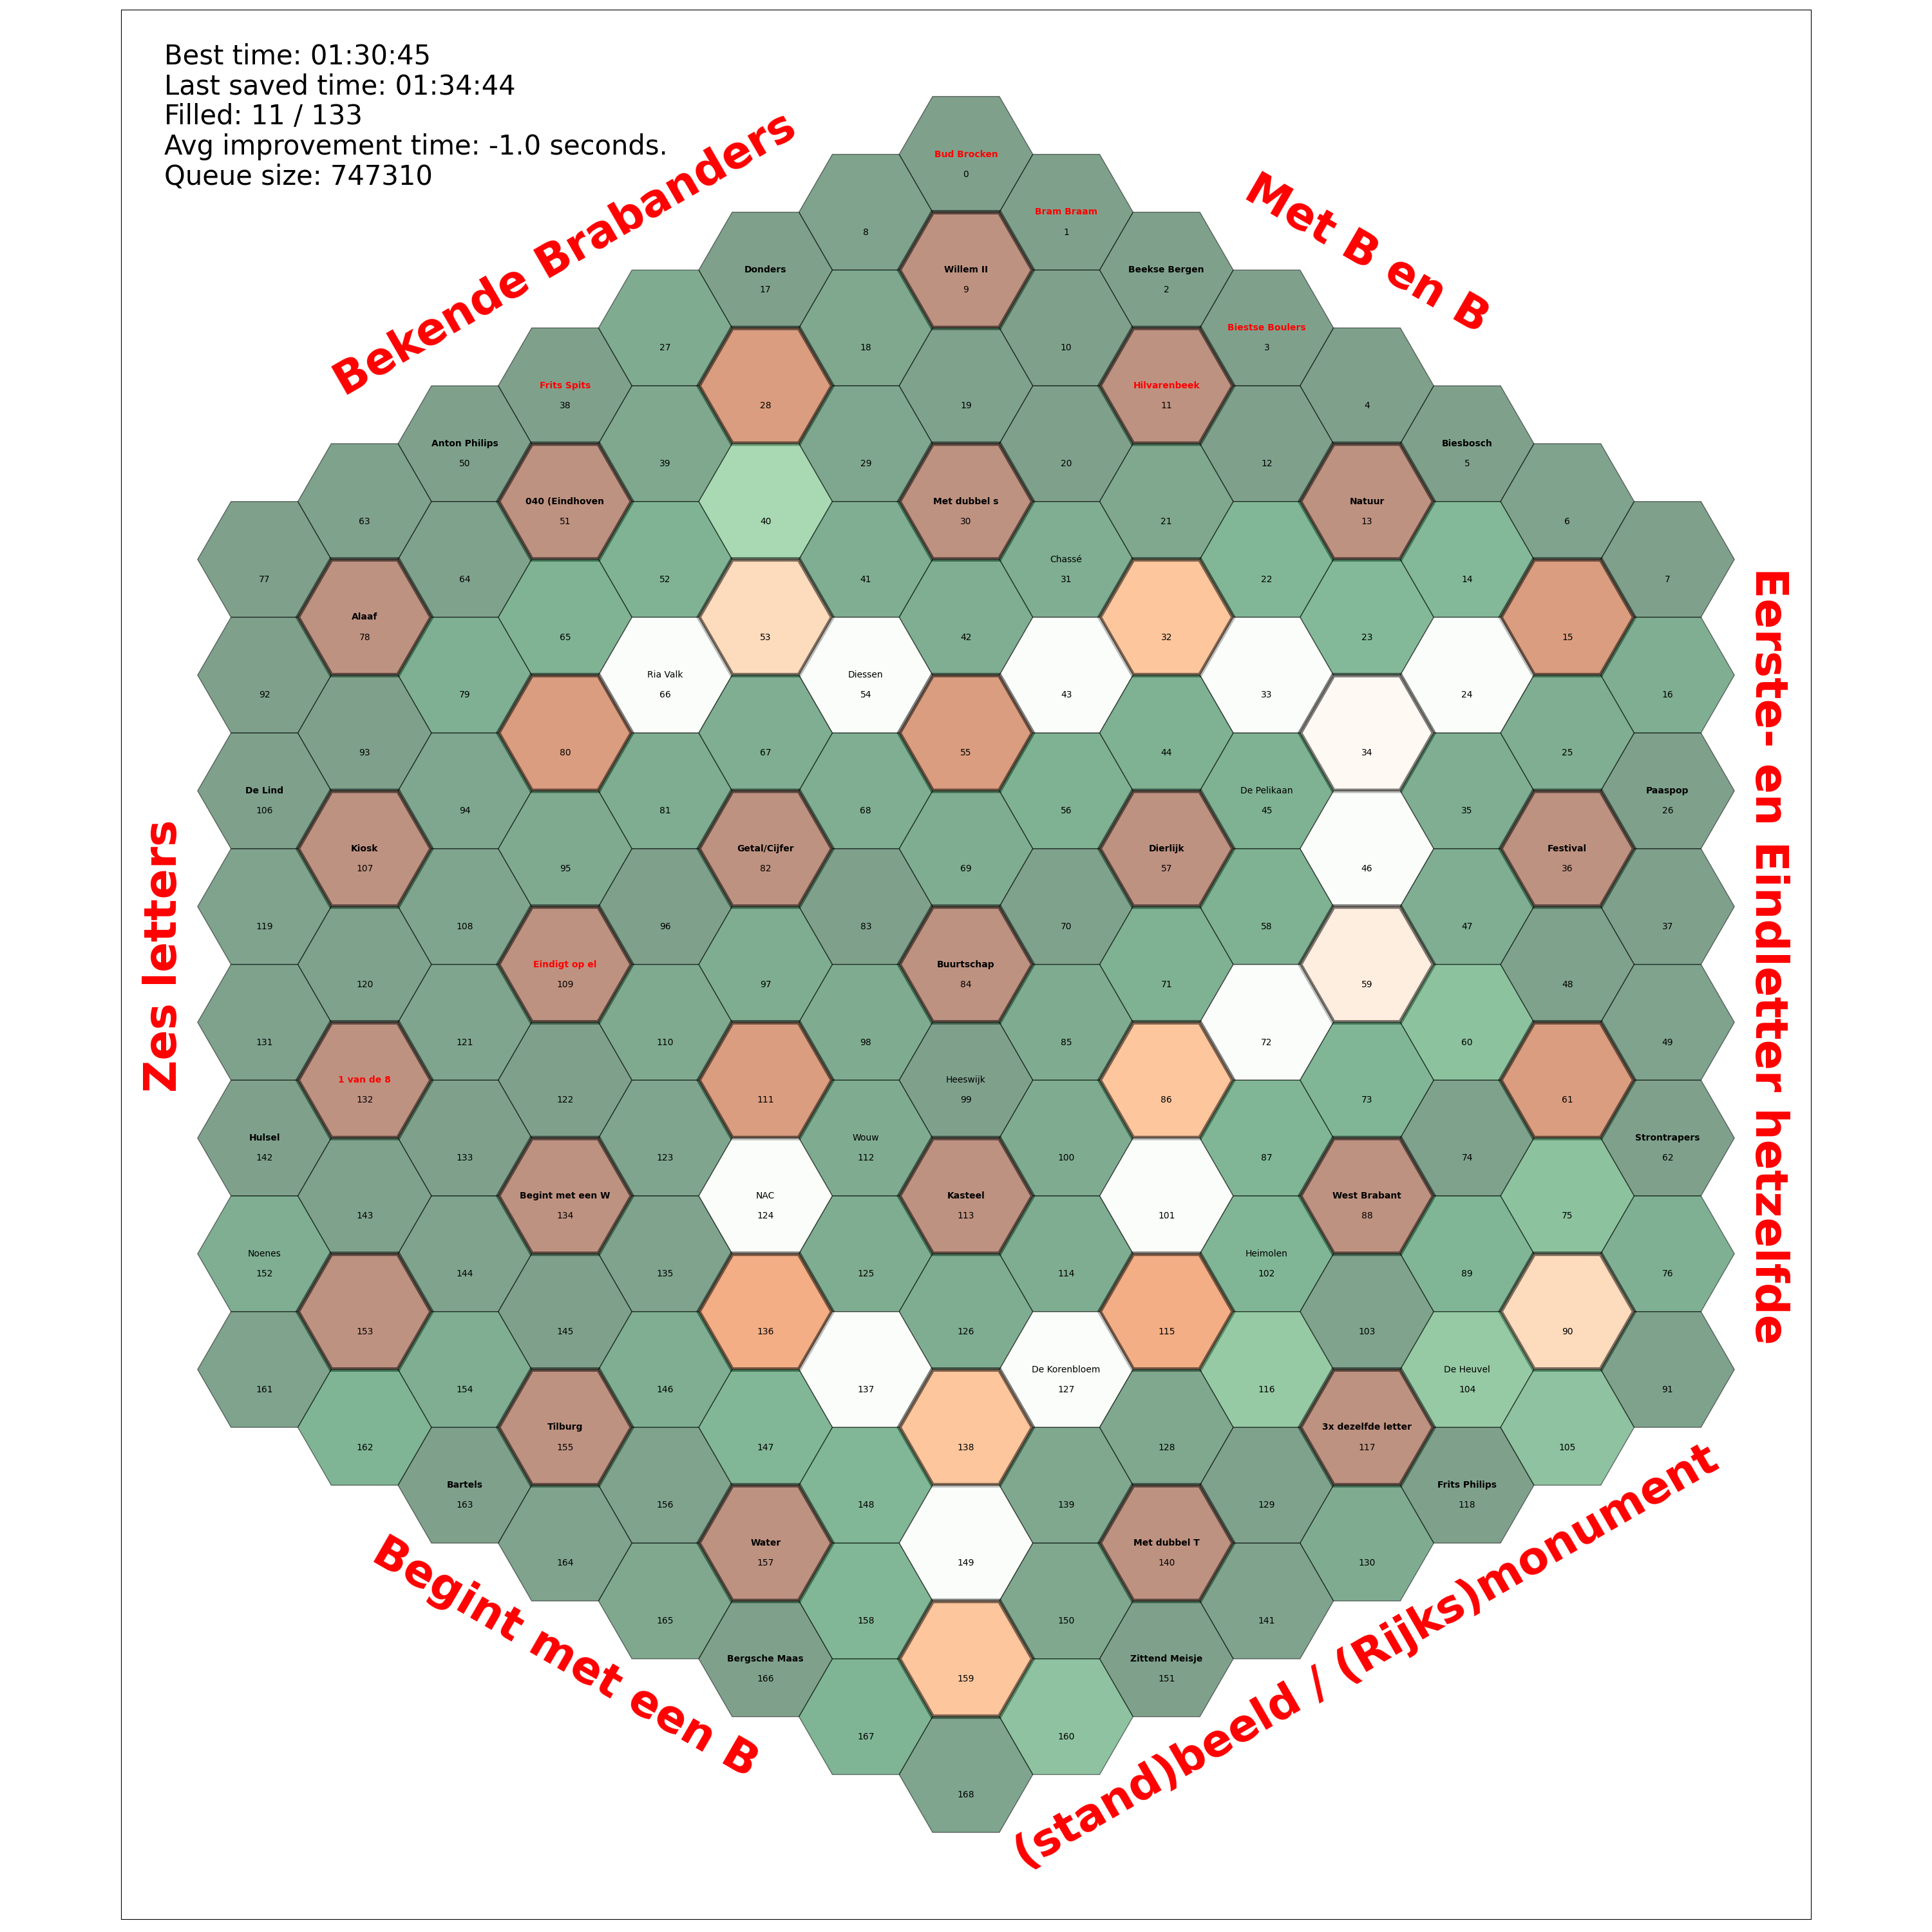 Best time: 01:30:45
Last saved time: 01:34:44
Filled: 11 / 133
Avg improvement time: -1.0 seconds.
Queue size: 747310
Bekende Brabanders
Met B en B
Eerste- en Eindletter hetzelfde
(stand)beeld / (Rijks)monument
Begint met een B
Zes letters
Bud Brocken
0
Bram Braam
1
8
Donders
17
Willem II
9
Beekse Bergen
2
27
18
10
Biestse Boulers
3
Frits Spits
38
28
19
Hilvarenbeek
11
4
Anton Philips
50
39
29
20
12
Biesbosch
5
63
040 (Eindhoven
51
40
Met dubbel s
30
21
Natuur
13
6
77
64
52
41
Chassé
31
22
14
7
Alaaf
78
65
53
42
32
23
15
92
79
Ria Valk
66
Diessen
54
43
33
24
16
93
80
67
55
44
34
25
De Lind
106
94
81
68
56
De Pelikaan
45
35
Paaspop
26
Kiosk
107
95
Getal/Cijfer
82
69
Dierlijk
57
46
Festival
36
119
108
96
83
70
58
47
37
120
Eindigt op el
109
97
Buurtschap
84
71
59
48
131
121
110
98
85
72
60
49
1 van de 8
132
122
111
Heeswijk
99
86
73
61
Hulsel
142
133
123
Wouw
112
100
87
74
Strontrapers
62
143
Begint met een W
134
NAC
124
Kasteel
113
101
West Brabant
88
75
Noenes
152
144
135
125
114
Heimolen
102
89
76
153
145
136
126
115
103
90
161
154
146
137
De Korenbloem
127
116
De Heuvel
104
91
162
Tilburg
155
147
138
128
3x dezelfde letter
117
105
Bartels
163
156
148
139
129
Frits Philips
118
164
Water
157
149
Met dubbel T
140
130
165
158
150
141
Bergsche Maas
166
159
Zittend Meisje
151
167
160
168